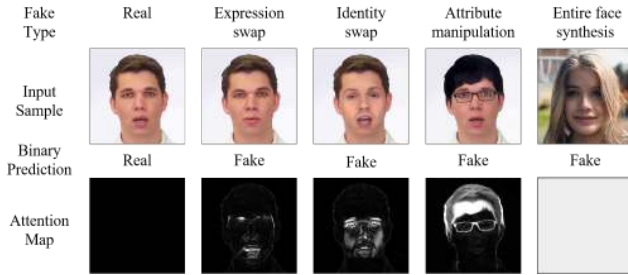 Fake Type Real Expression swap Identity swap Attribute manipulation Entire face synthesis
Input Sample
Binary Prediction Real Fake Fake Fake Fake
Attention Map